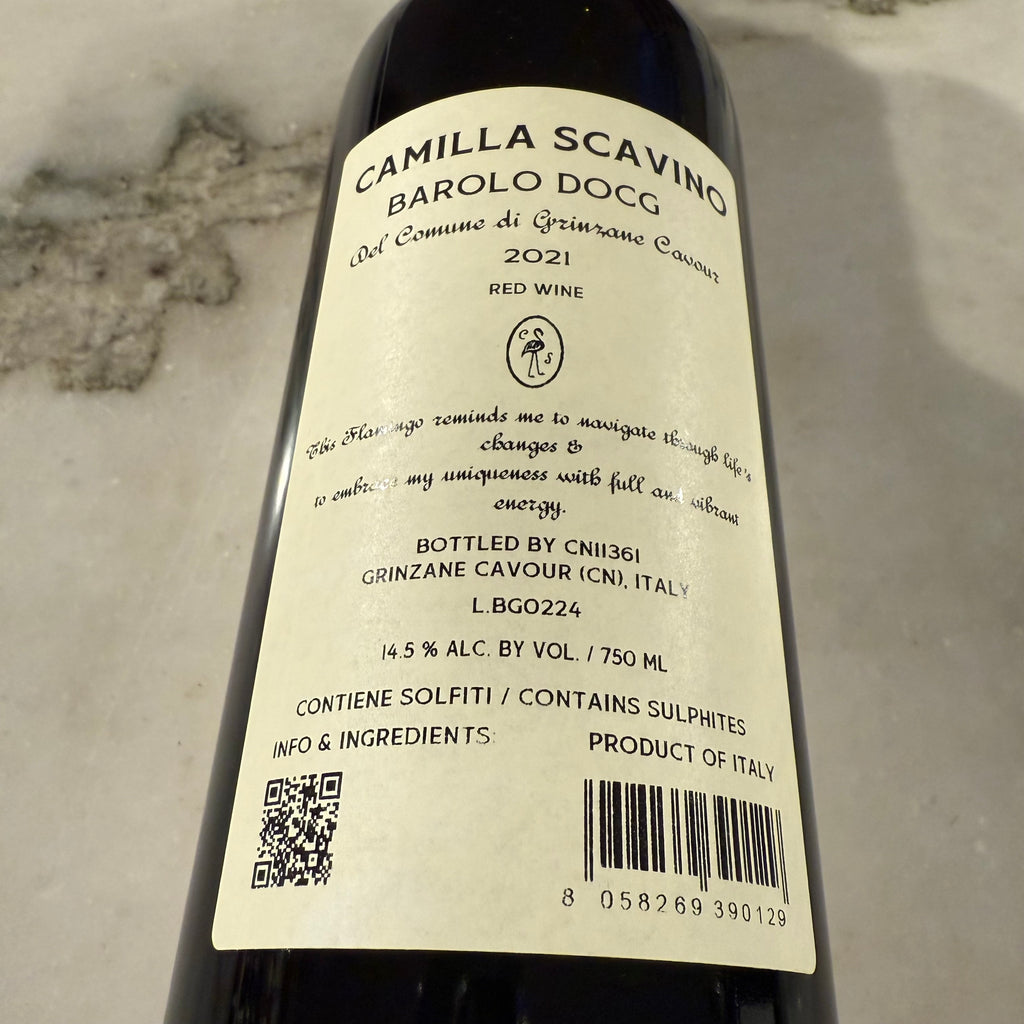 CAMILLA SCAVINO
BAROLO DOCG
Del Comune di Grinzane Cavour
2021
RED WINE
C S
This Flamingo reminds me to navigate through life's
changes &
to embrace my uniqueness with full and vibrant
energy.
BOTTLED BY CN11361
GRINZANE CAVOUR (CN), ITALY
L.BGO224
14.5 % ALC. BY VOL. / 750 ML
CONTIENE SOLFITI / CONTAINS SULPHITES
INFO & INGREDIENTS:
PRODUCT OF ITALY
8 058269 390129